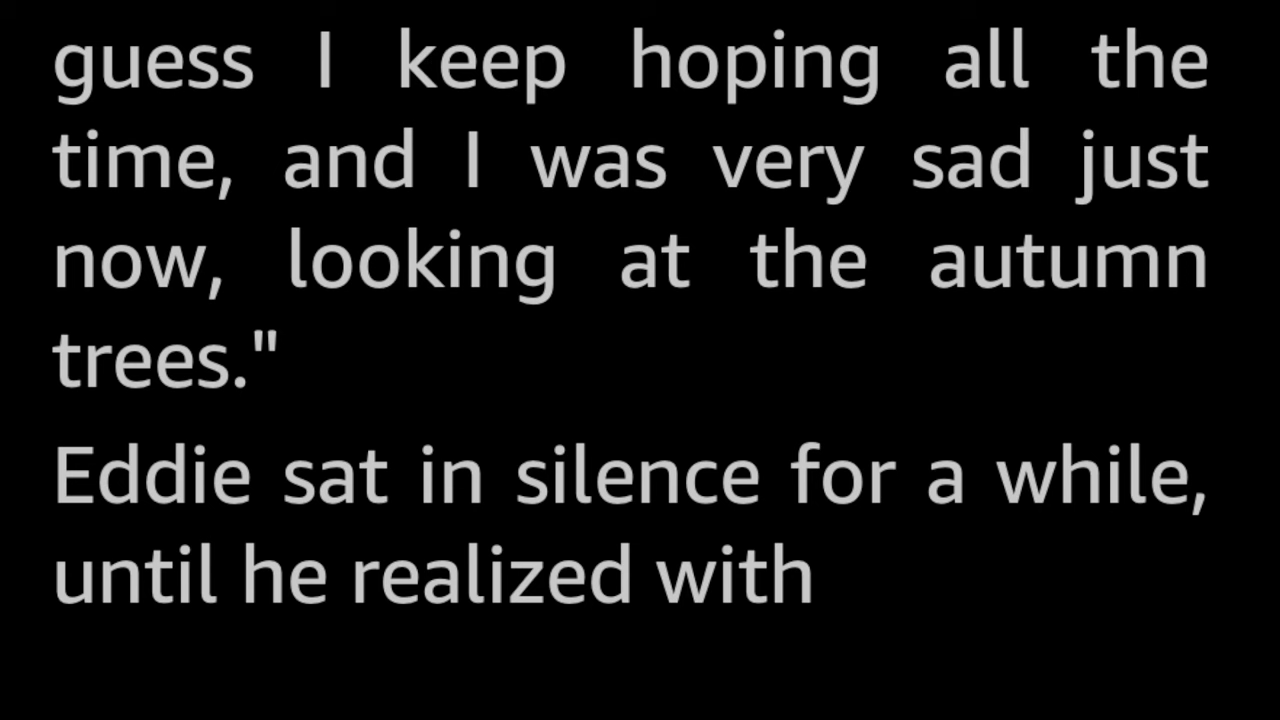 guess I keep hoping all the
time, and I was very sad just
now, looking at the autumn
trees."
Eddie sat in silence for a while,
until he realized with